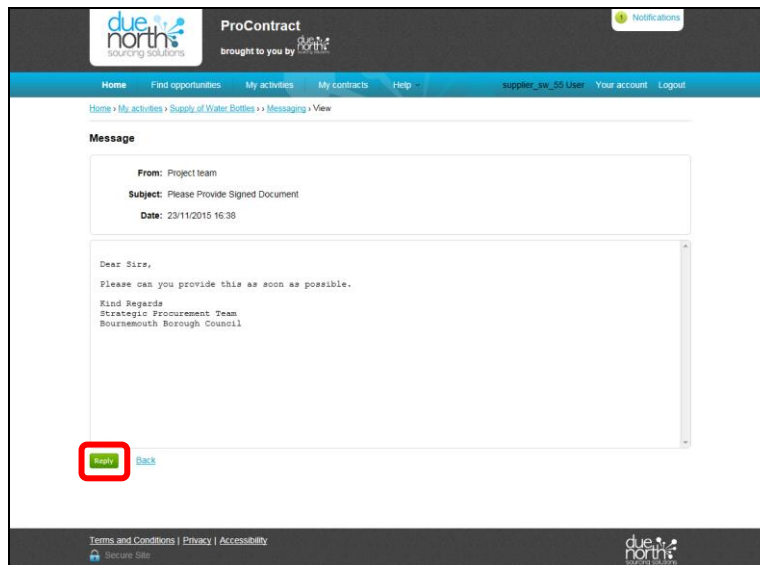 due north
sourcing solutions
ProContract
brought to you by due north
1 Notifications
Home Find opportunities My activities My contracts Help supplier_sw_55 User Your account Logout
Home › My activities › Supply of Water Bottles › › Messaging › View
Message
From: Project team
Subject: Please Provide Signed Document
Date: 23/11/2015 16:38
Dear Sirs,
Please can you provide this as soon as possible.
Kind Regards
Strategic Procurement Team
Bournemouth Borough Council
Reply Back
Terms and Conditions | Privacy | Accessibility
Secure Site
due north
sourcing solutions